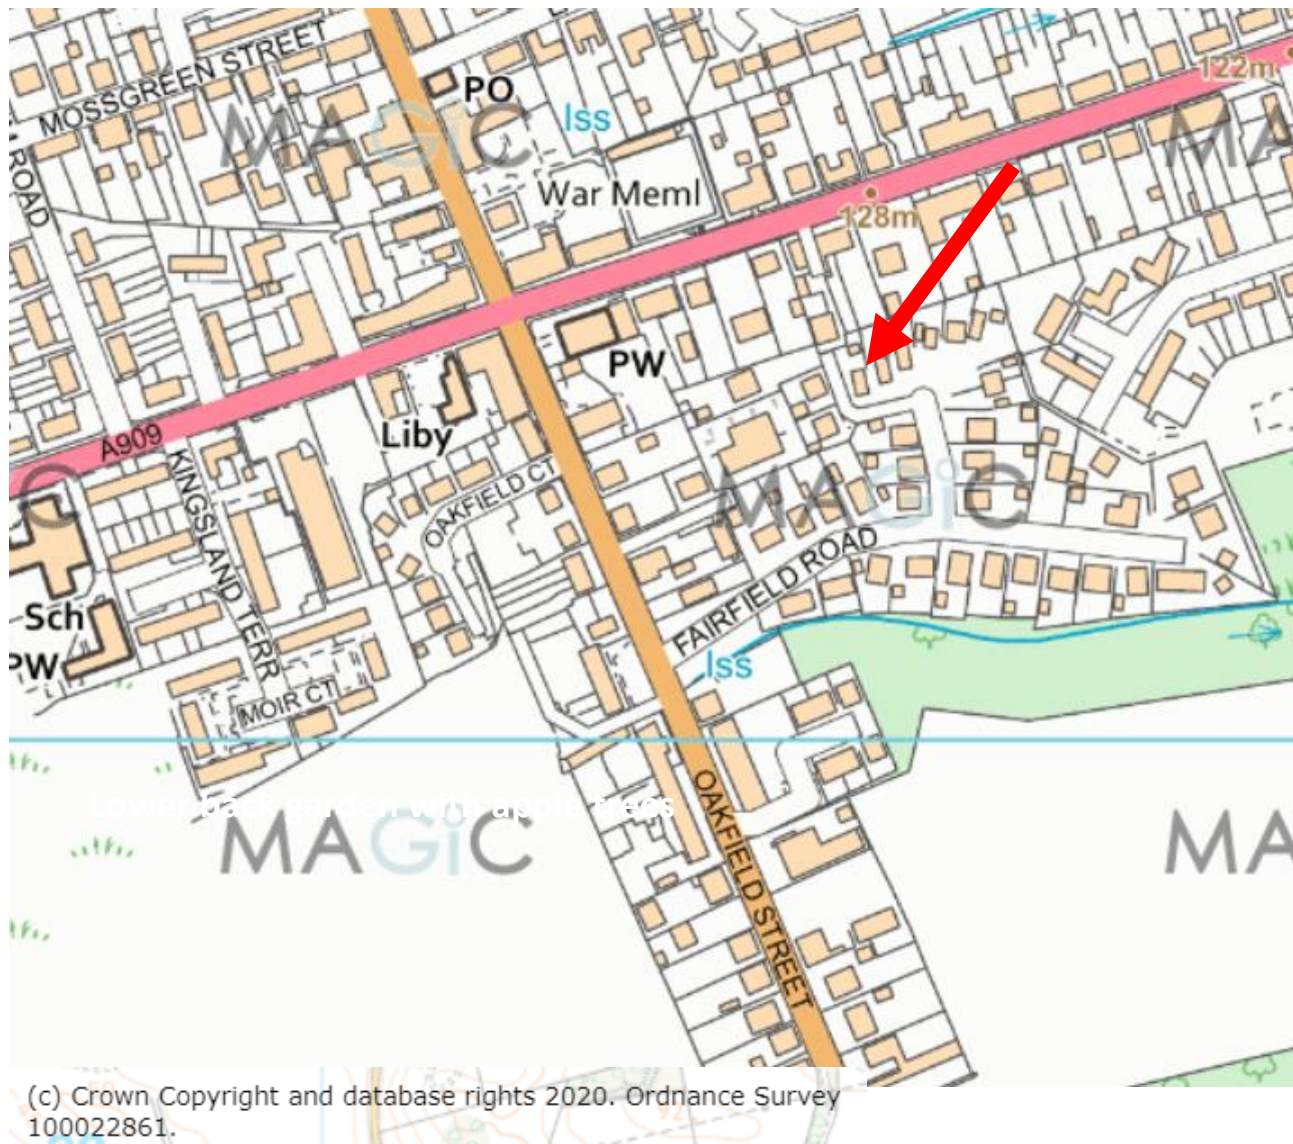 MOSSGREEN STREET
PO
Iss
122m
MAGiC
MA
ROAD
War Meml
128m
PW
Liby
A909
C
KINGSLAND TERR
OAKFIELD CT
MAGiC
FAIRFIELD ROAD
Sch
PW
Iss
MOIR CT
Lower back garden with apple trees
MAGiC
MA
OAKFIELD STREET
(c) Crown Copyright and database rights 2020. Ordnance Survey
100022861.